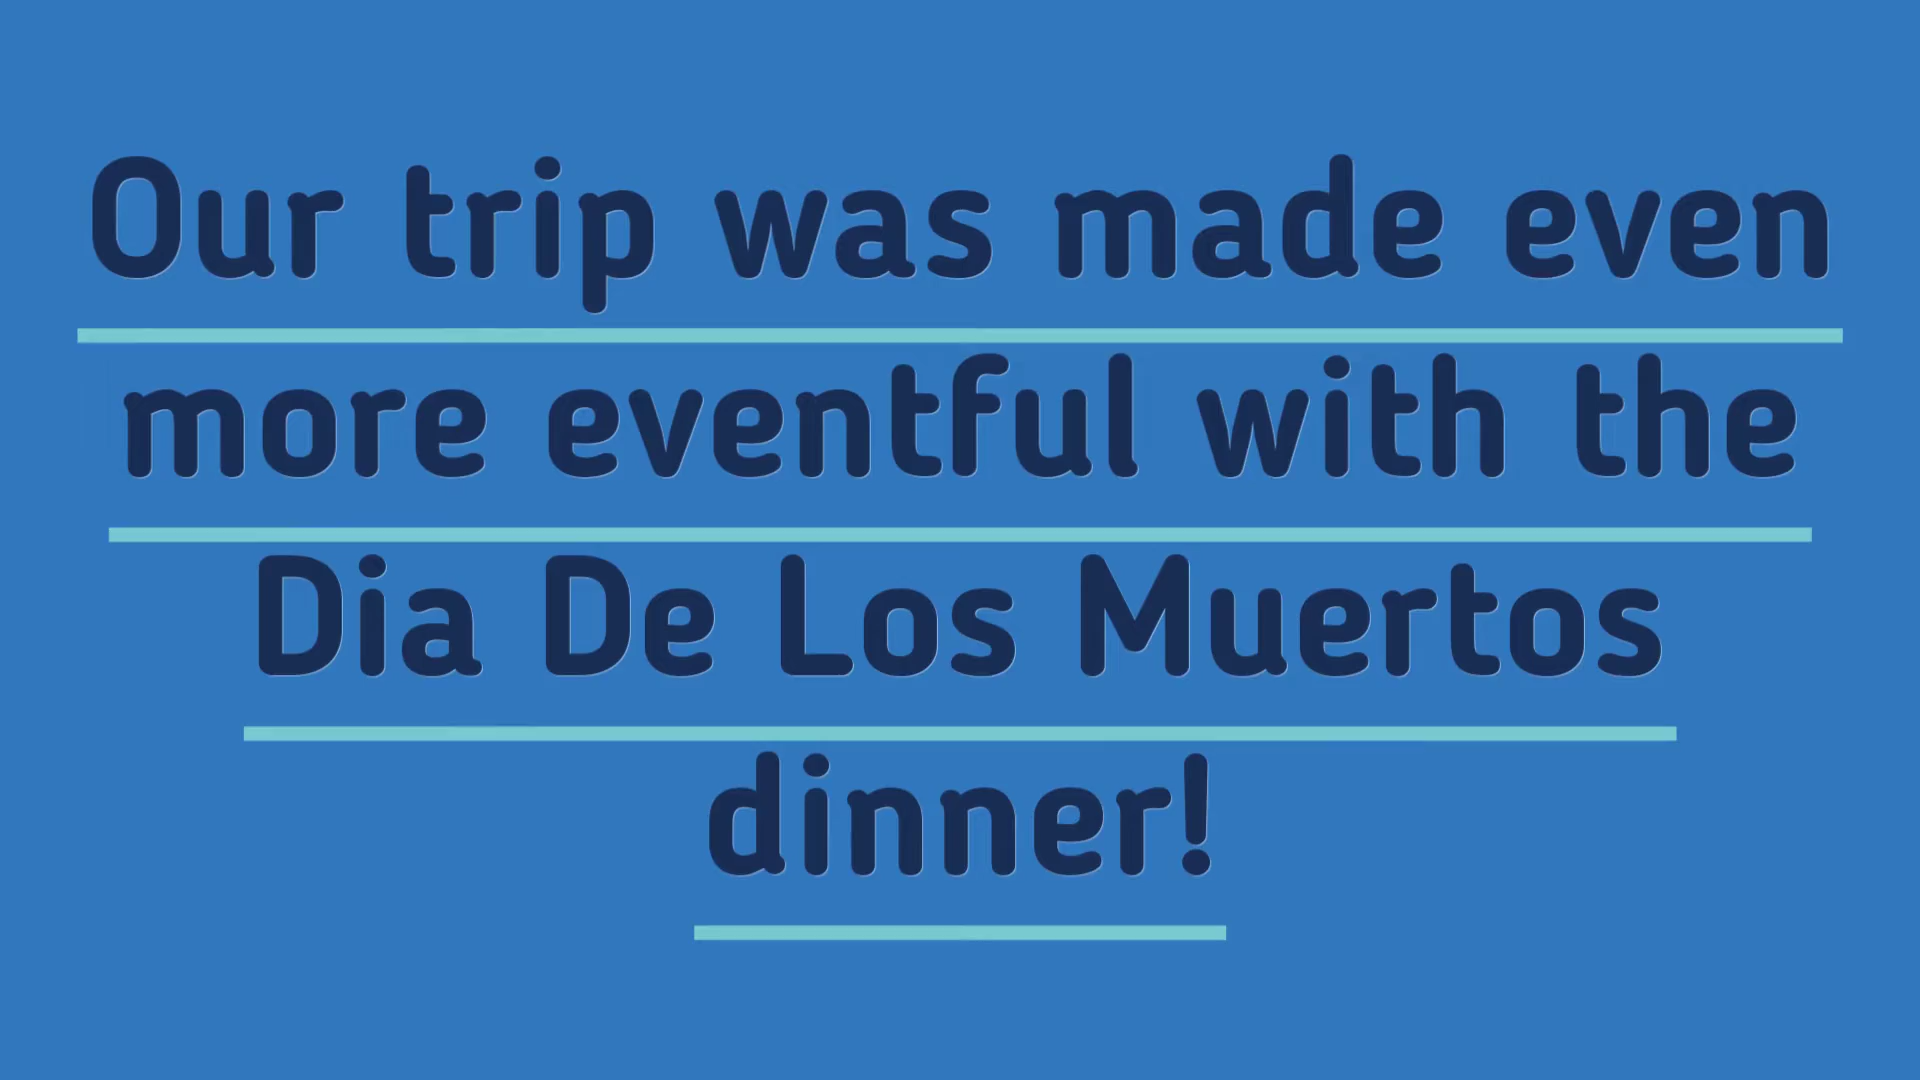 Our trip was made even
more eventful with the
Dia De Los Muertos
dinner!